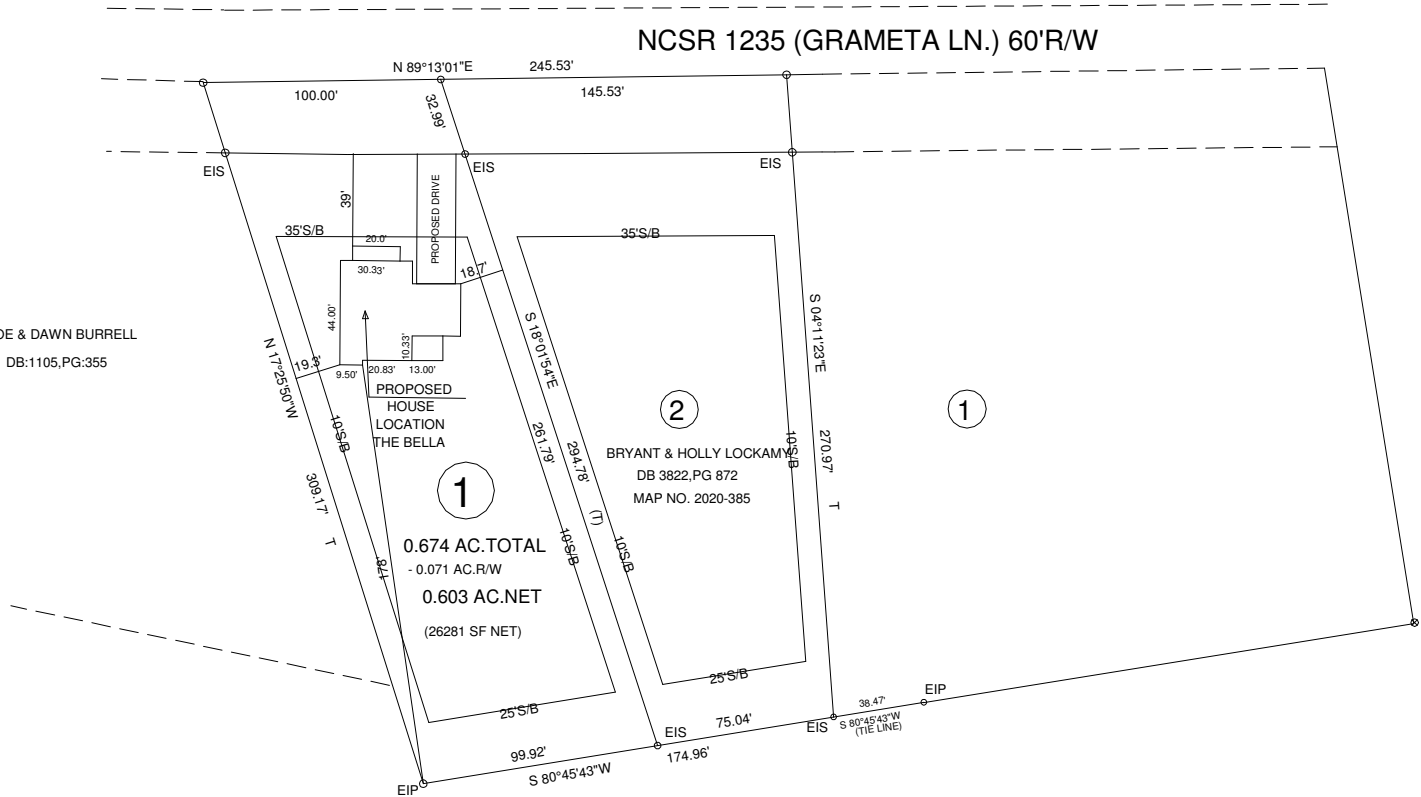 NCSR 1235 (GRAMETA LN.) 60'R/W
N 89°13'01"E
245.53'
100.00'
32.99'
145.53'
EIS
EIS
EIS
39'
PROPOSED DRIVE
35'S/B
20.0'
30.33'
18.7'
35'S/B
44.00'
10.33'
19.3'
9.50'
20.83'
13.00'
DE & DAWN BURRELL
DB:1105,PG:355
N 17°25'50"W
309.17'
T
PROPOSED
HOUSE
LOCATION
THE BELLA
10'S/B
178'
S 18°01'54"E
261.79'
294.78'
(T)
10'S/B
10'S/B
1
0.674 AC.TOTAL
- 0.071 AC.R/W
0.603 AC.NET
(26281 SF NET)
2
BRYANT & HOLLY LOCKAMY
DB 3822,PG 872
MAP NO. 2020-385
10'S/B
S 04°11'23"E
270.97'
T
1
25'S/B
25'S/B
EIP
99.92'
S 80°45'43"W
EIS
174.96'
75.04'
EIS
38.47'
S 80°45'43"W
(TIE LINE)
EIP